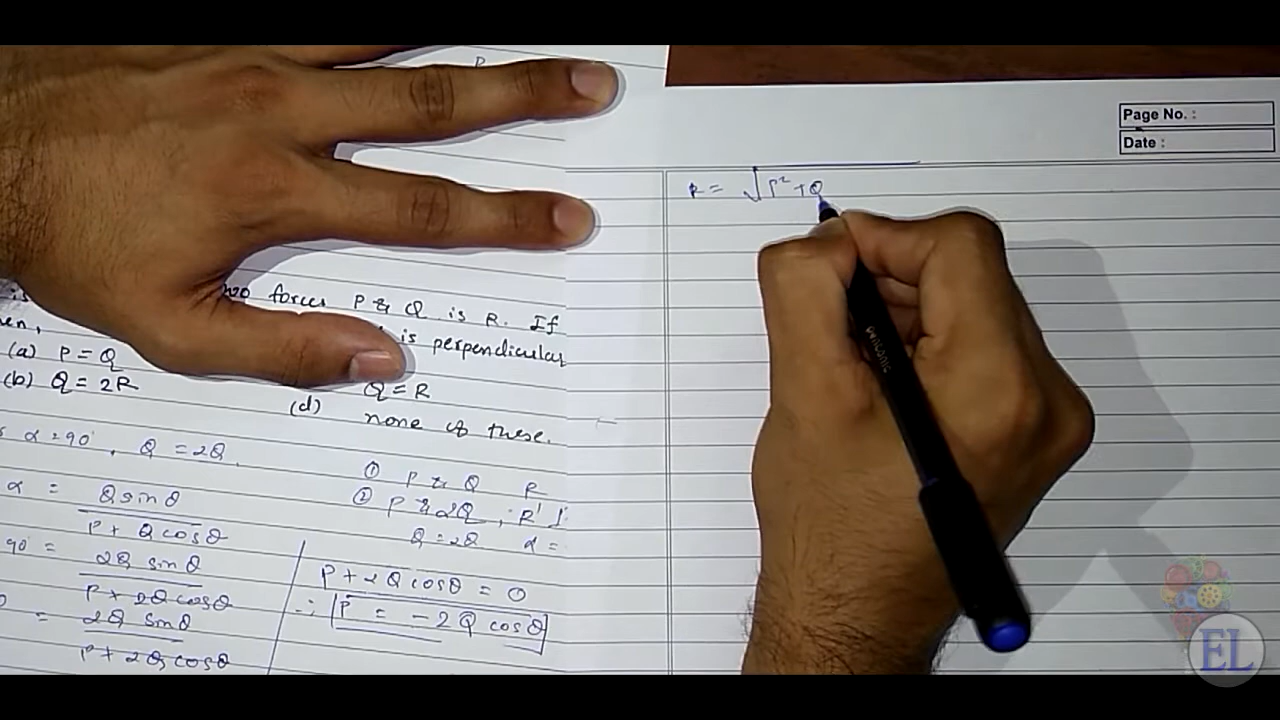 P
Page No. :
Date :
R = √P² + Q
two forces P & Q is R. If
is perpendicular
(a) P = Q
Q = R
(b) Q = 2R
(d) none of these.
α = 90°, Q = 2Q.
① P & Q R
α = Q sin θ / P + Q cos θ
② P & 2Q, R' ⊥
Q = 2Q α =
90° = 2Q sin θ / P + 2Q cos θ
P + 2Q cos θ = 0
= 2Q sin θ / P + 2Q cos θ
∴ P = - 2Q cos θ
pentonic
EL